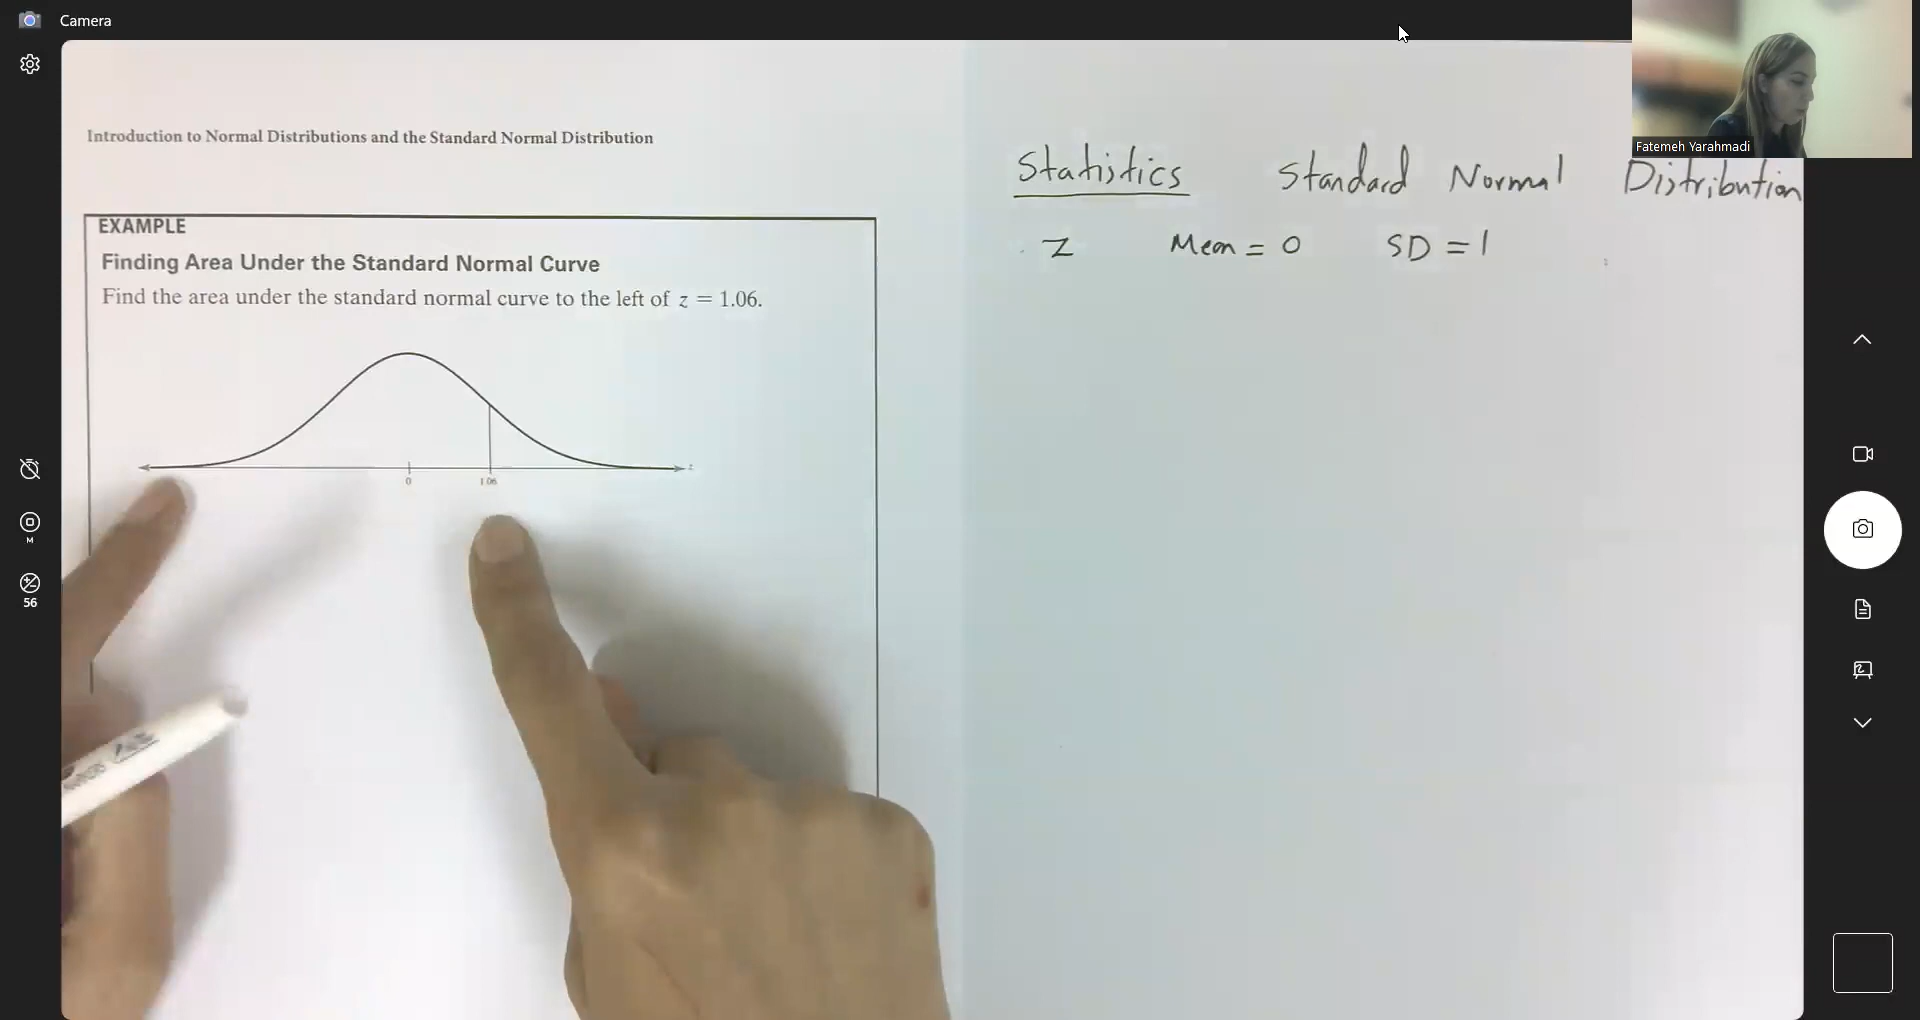 Camera
Fatemeh Yarahmadi
Introduction to Normal Distributions and the Standard Normal Distribution
EXAMPLE
Finding Area Under the Standard Normal Curve
Find the area under the standard normal curve to the left of z = 1.06.
0 1.06 z
Statistics Standard Normal Distribution
Z Mean = 0 SD = 1
M
56